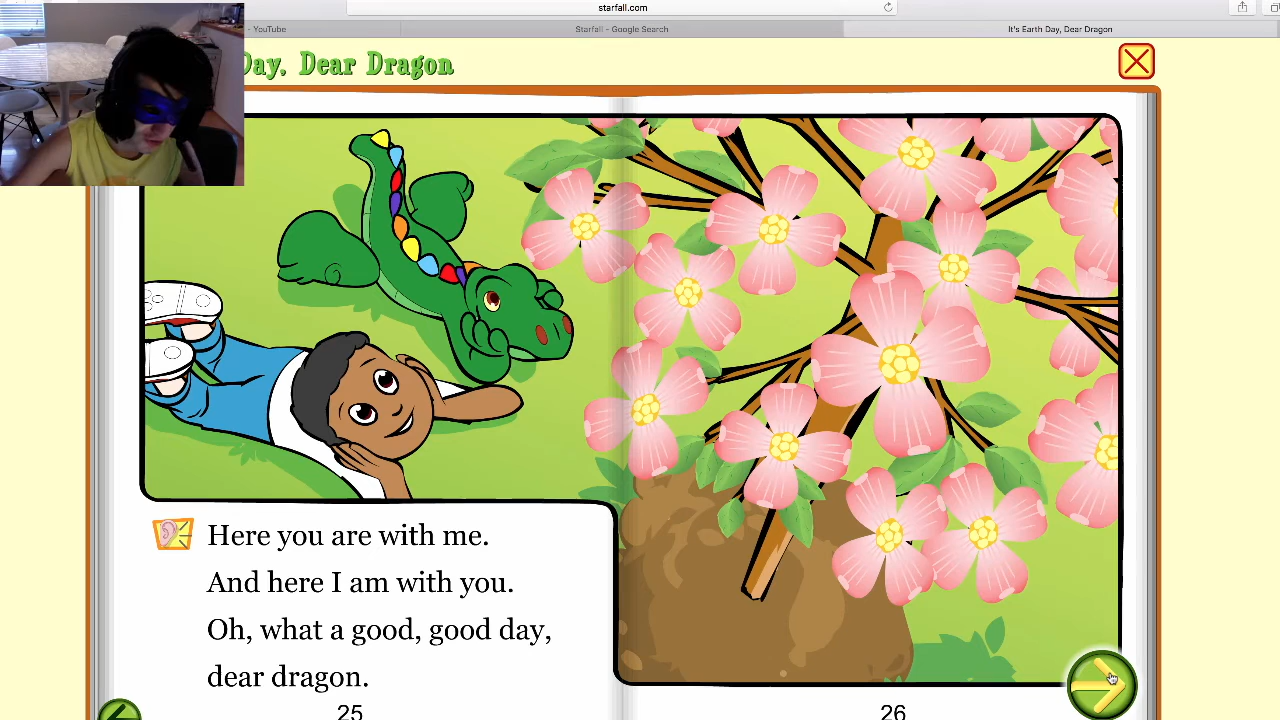 starfall.com
- YouTube
Starfall - Google Search
It's Earth Day, Dear Dragon
Day, Dear Dragon
Here you are with me.
And here I am with you.
Oh, what a good, good day,
dear dragon.
25
26